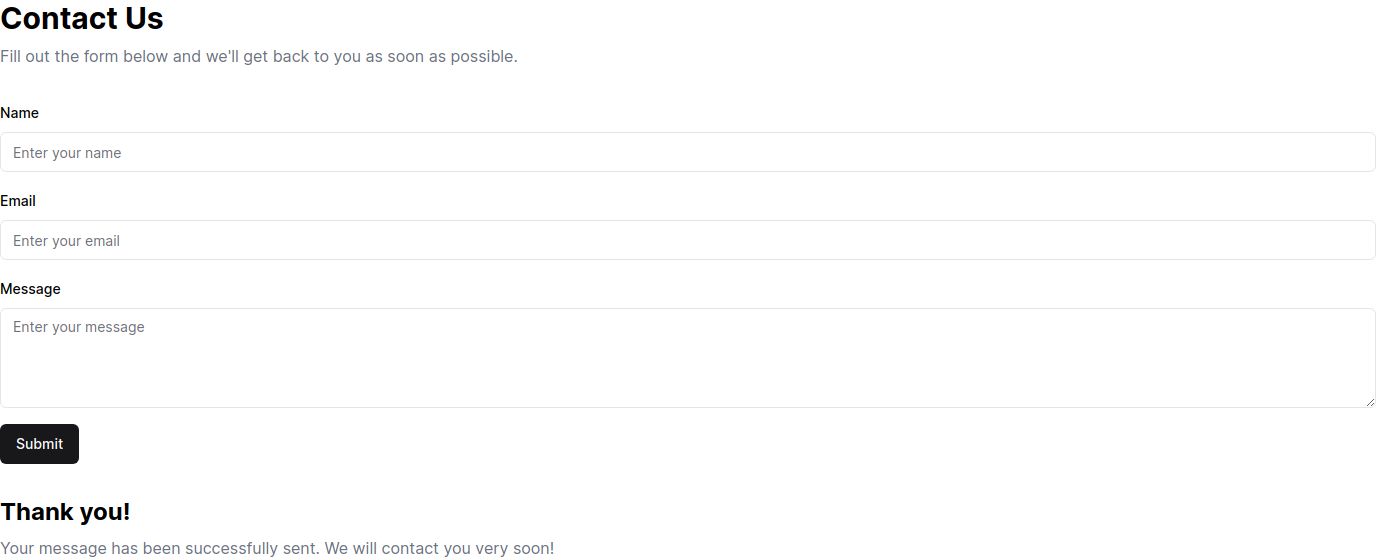 Contact Us
Fill out the form below and we'll get back to you as soon as possible.
Name
Enter your name
Email
Enter your email
Message
Enter your message
Submit
Thank you!
Your message has been successfully sent. We will contact you very soon!